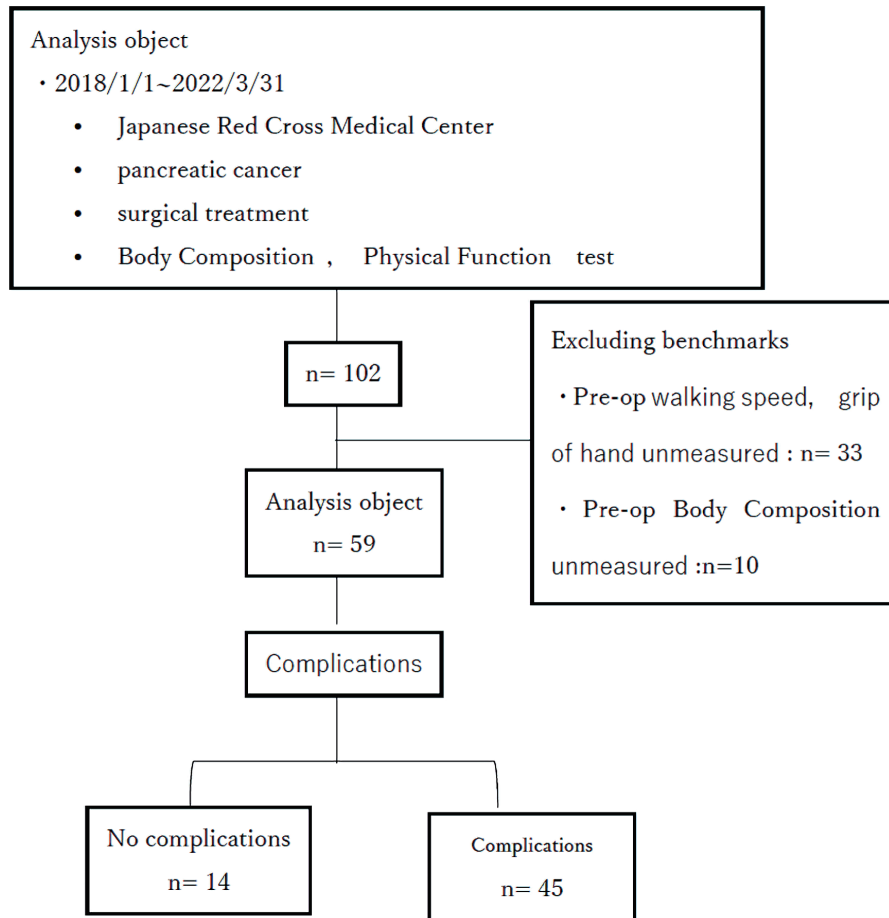 Analysis object
・2018/1/1~2022/3/31
• Japanese Red Cross Medical Center
• pancreatic cancer
• surgical treatment
• Body Composition , Physical Function test
n= 102
Excluding benchmarks
・Pre-op walking speed, grip
of hand unmeasured : n= 33
・ Pre-op Body Composition
unmeasured :n=10
Analysis object
n= 59
Complications
No complications
n= 14
Complications
n= 45